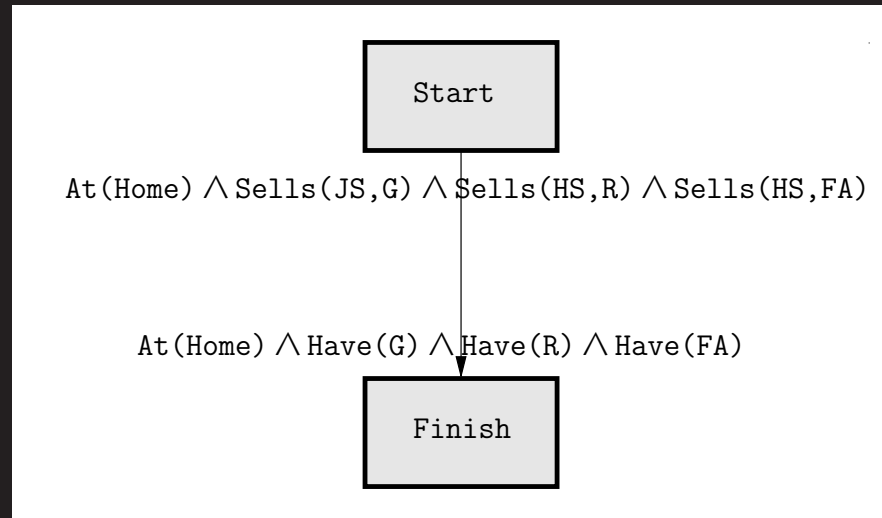 Start
At(Home) ∧ Sells(JS,G) ∧ Sells(HS,R) ∧ Sells(HS,FA)
At(Home) ∧ Have(G) ∧ Have(R) ∧ Have(FA)
Finish